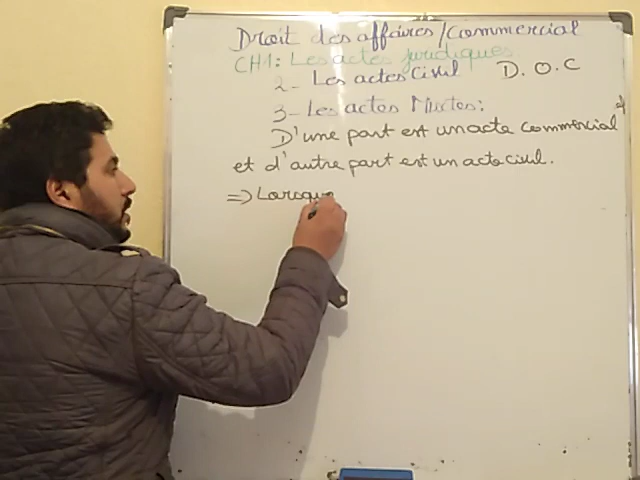 Droit des affaires/Commercial
CH1: Les actes juridiques
2- Les actes Civil D.O.C
3- Les actes Mixtes:
D'une part est un acte commercial
et d'autre part est un acte civil.
=> Lorsque